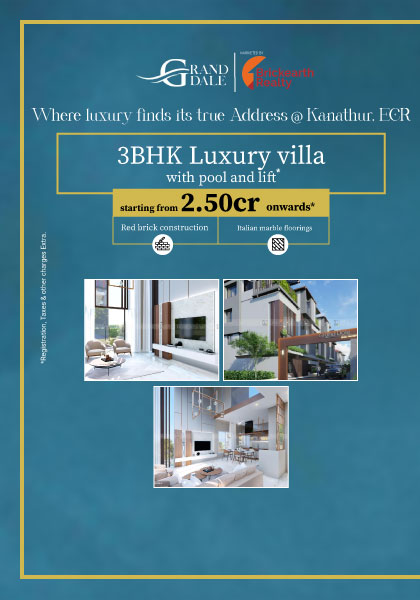 GRAND
DALE
MARKETED BY
Brickearth
Realty
Where luxury finds its true Address @ Kanathur, ECR
3BHK Luxury villa
with pool and lift*
starting from 2.50cr onwards*
Red brick construction
Italian marble floorings
*Registration, Taxes & other charges Extra.